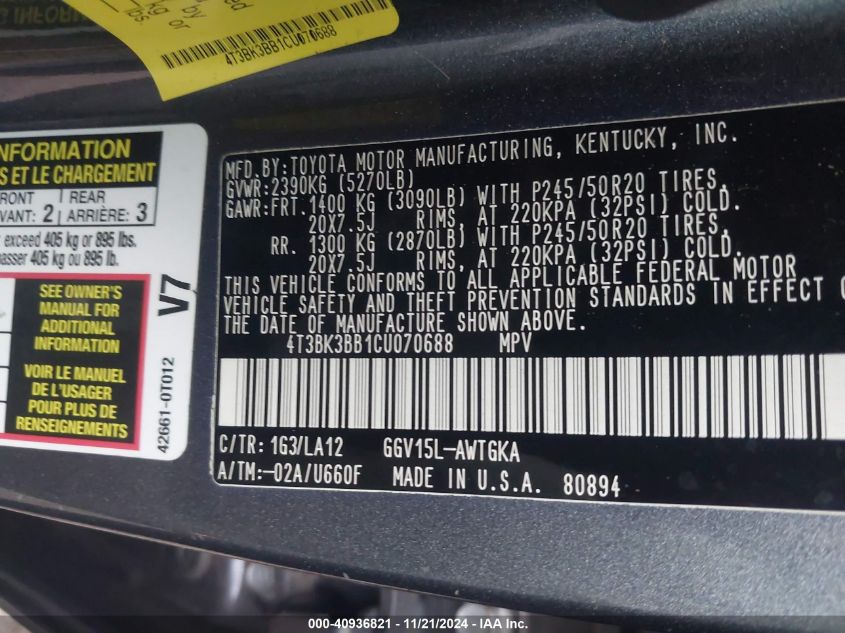 kg or
lbs.
by
4T3BK3BB1CU070688
INFORMATION
ET LE CHARGEMENT
REAR
2 ARRIÈRE: 3
exceed 405 kg or 895 lbs.
405 kg ou 895 lb.
SEE OWNER'S
MANUAL FOR
ADDITIONAL
INFORMATION
VOIR LE MANUEL
DE L'USAGER
POUR PLUS DE
RENSEIGNEMENTS
V7
42661-0T012
MFD.BY:TOYOTA MOTOR MANUFACTURING, KENTUCKY, INC.
GVWR:2390KG (5270LB)
GAWR:FRT.1400 KG (3090LB) WITH P245/50R20 TIRES,
20X7.5J RIMS, AT 220KPA (32PSI) COLD.
RR. 1300 KG (2870LB) WITH P245/50R20 TIRES,
20X7.5J RIMS, AT 220KPA (32PSI) COLD.
THIS VEHICLE CONFORMS TO ALL APPLICABLE FEDERAL MOTOR
VEHICLE SAFETY AND THEFT PREVENTION STANDARDS IN EFFECT
THE DATE OF MANUFACTURE SHOWN ABOVE.
4T3BK3BB1CU070688 MPV
C/TR: 1G3/LA12 GGV15L-AWTGKA
A/TM:-02A/U660F MADE IN U.S.A. 80894
000-40936821 - 11/21/2024 - IAA Inc.